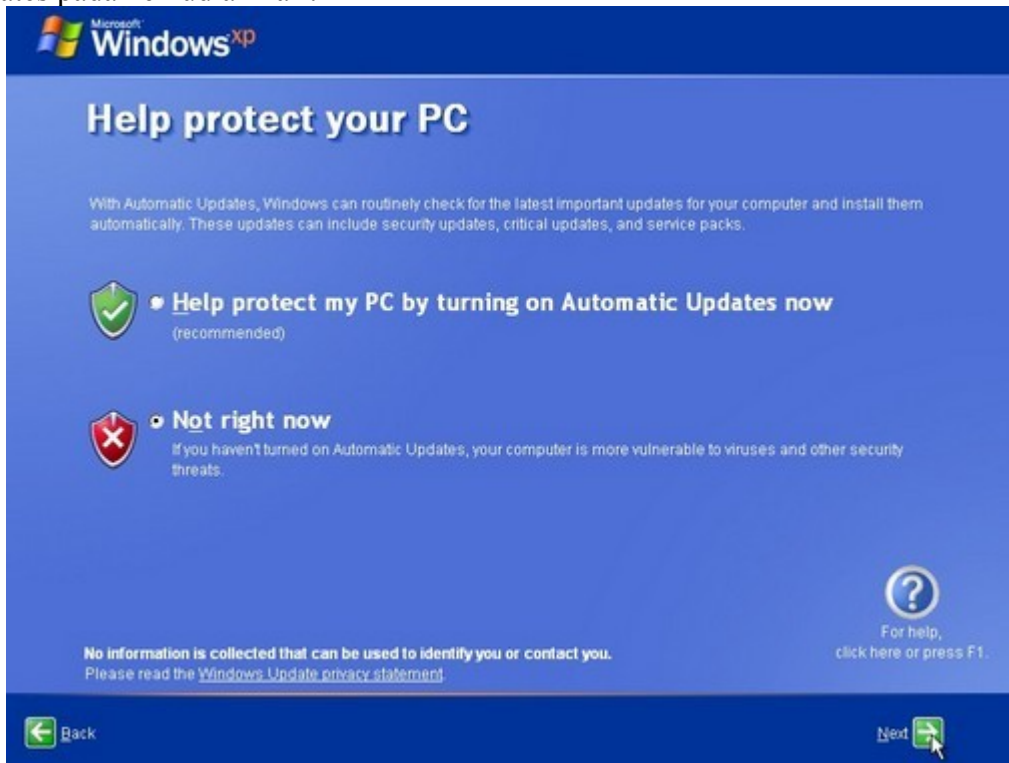 Microsoft
Windows xp
Help protect your PC
With Automatic Updates, Windows can routinely check for the latest important updates for your computer and install them
automatically. These updates can include security updates, critical updates, and service packs.
Help protect my PC by turning on Automatic Updates now
(recommended)
Not right now
If you haven't turned on Automatic Updates, your computer is more vulnerable to viruses and other security
threats.
For help,
click here or press F1.
No information is collected that can be used to identify you or contact you.
Please read the Windows Update privacy statement.
Back
Next